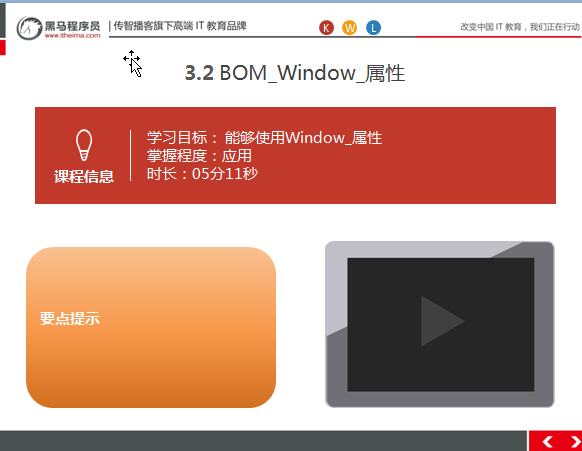 黑马程序员
www.itheima.com
传智播客旗下高端 IT 教育品牌
K W L
改变中国 IT 教育，我们正在行动
3.2 BOM_Window_属性
课程信息
学习目标： 能够使用Window_属性
掌握程度：应用
时长：05分11秒
要点提示